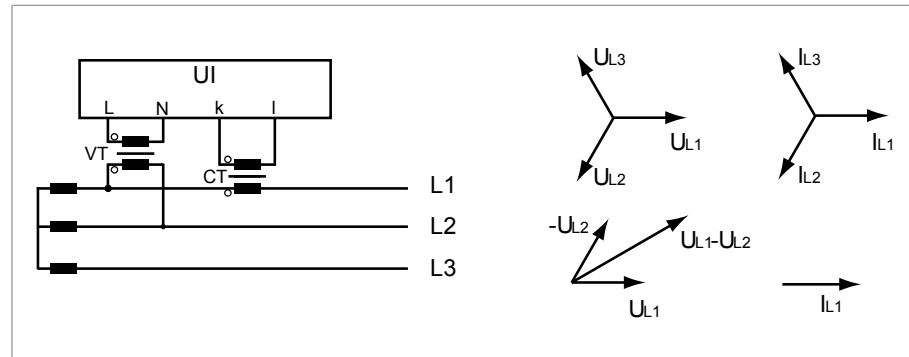 UI
L N k l
VT
CT
L1
L2
L3
UL3
UL1
UL2
IL3
IL1
IL2
-UL2
UL1-UL2
UL1
IL1